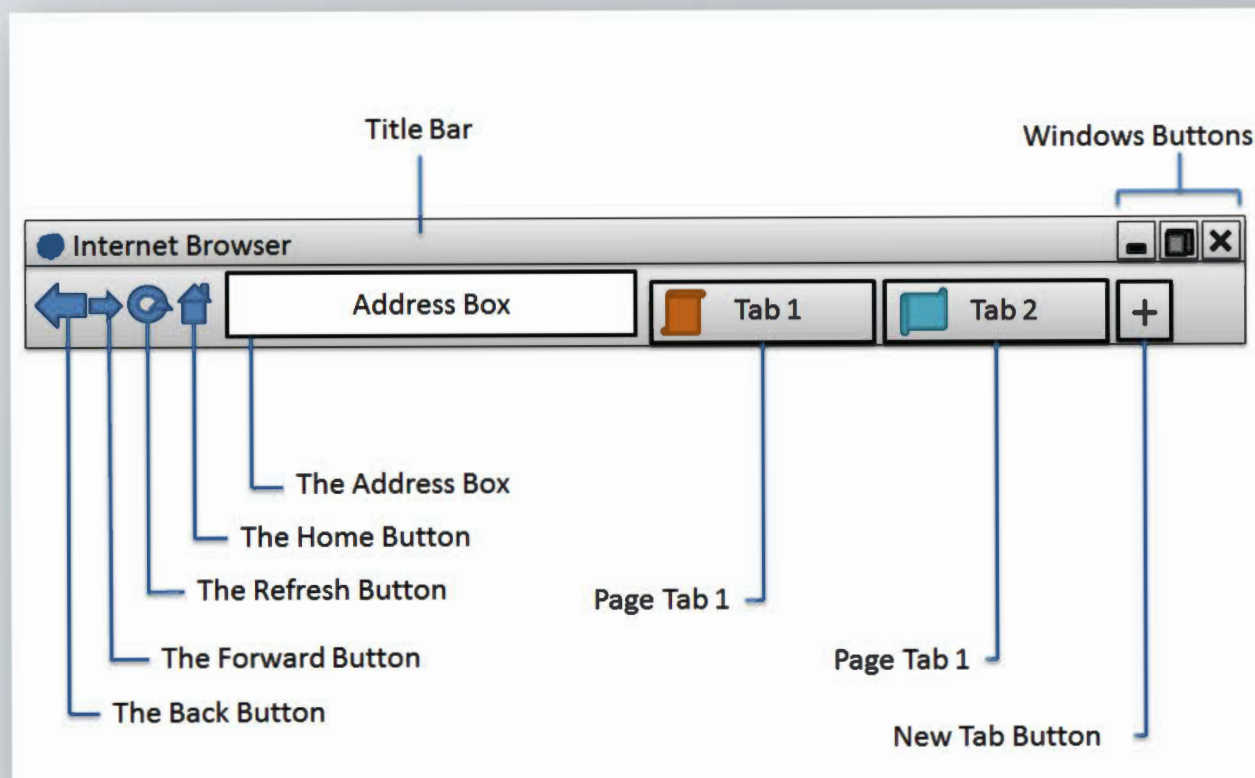 Title Bar
Windows Buttons
Internet Browser
Address Box
Tab 1
Tab 2
+
The Address Box
The Home Button
The Refresh Button
Page Tab 1
The Forward Button
Page Tab 1
The Back Button
New Tab Button